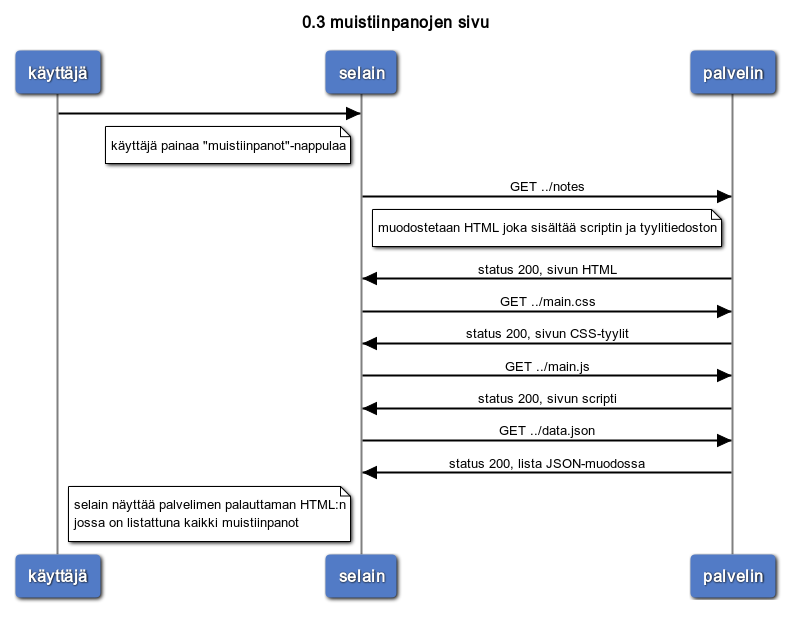 0.3 muistiinpanojen sivu
käyttäjä
selain
palvelin
käyttäjä painaa "muistiinpanot"-nappulaa
GET ../notes
muodostetaan HTML joka sisältää scriptin ja tyylitiedoston
status 200, sivun HTML
GET ../main.css
status 200, sivun CSS-tyylit
GET ../main.js
status 200, sivun scripti
GET ../data.json
status 200, lista JSON-muodossa
selain näyttää palvelimen palauttaman HTML:n
jossa on listattuna kaikki muistiinpanot
käyttäjä
selain
palvelin